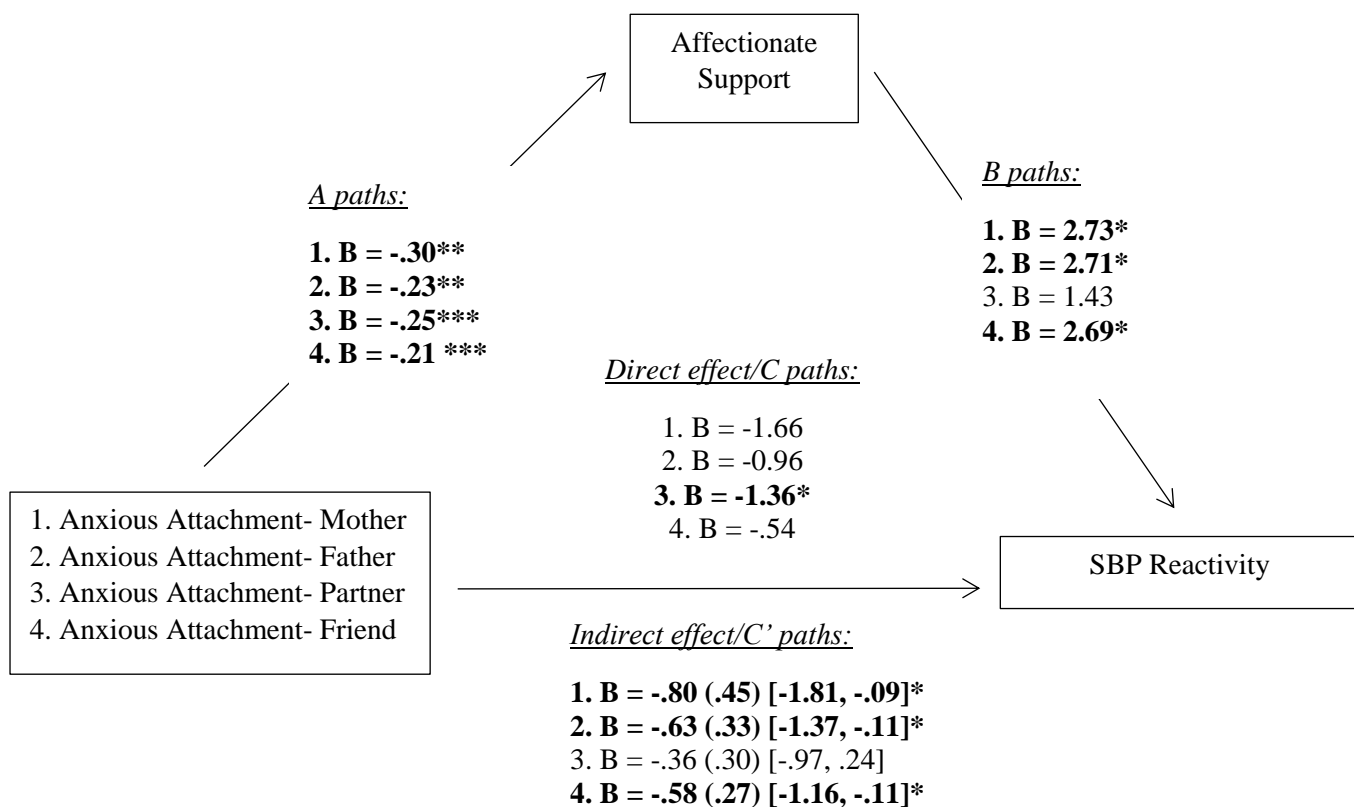 Affectionate
Support
A paths:
1. B = -.30**
2. B = -.23**
3. B = -.25***
4. B = -.21 ***
B paths:
1. B = 2.73*
2. B = 2.71*
3. B = 1.43
4. B = 2.69*
Direct effect/C paths:
1. B = -1.66
2. B = -0.96
3. B = -1.36*
4. B = -.54
1. Anxious Attachment- Mother
2. Anxious Attachment- Father
3. Anxious Attachment- Partner
4. Anxious Attachment- Friend
SBP Reactivity
Indirect effect/C’ paths:
1. B = -.80 (.45) [-1.81, -.09]*
2. B = -.63 (.33) [-1.37, -.11]*
3. B = -.36 (.30) [-.97, .24]
4. B = -.58 (.27) [-1.16, -.11]*